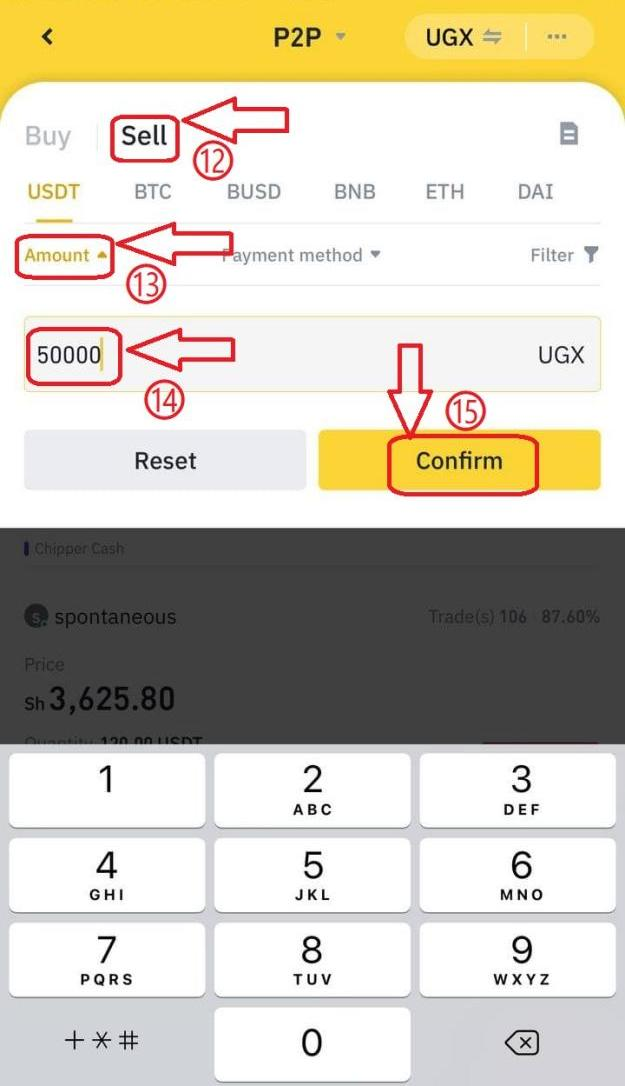 P2P UGX
Buy Sell
⑫
USDT BTC BUSD BNB ETH DAI
Amount Payment method Filter
⑬
50000 UGX
⑭ ⑮
Reset Confirm
Chipper Cash
S spontaneous Trade(s) 106 87.60%
Price
Sh 3,625.80
Quantity 120.00 USDT
1 2 3
ABC DEF
4 5 6
GHI JKL MNO
7 8 9
PQRS TUV WXYZ
+*# 0